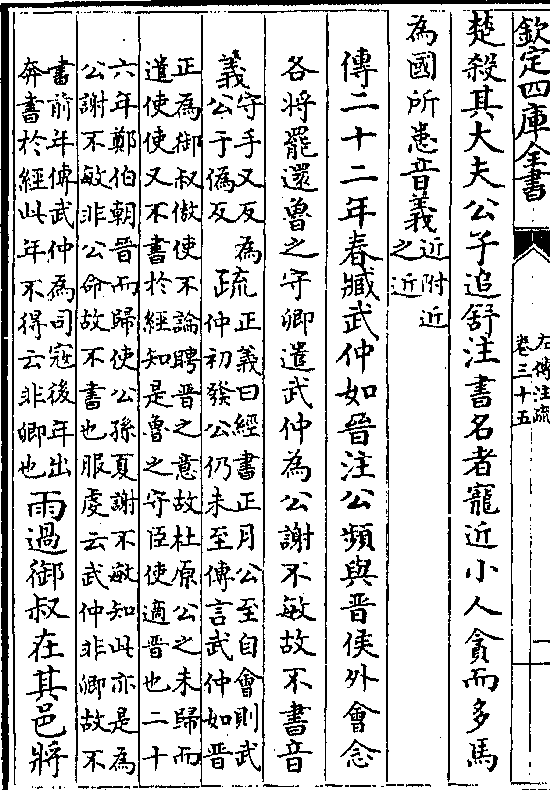 欽定四庫全書
左傳注疏
卷三十五
一
楚殺其大夫公子追舒注書名者寵近小人貪而多馬
為國所患音義近附近
之近
傳二十二年春臧武仲如晉注公頻與晉侯外會念
各將罷還魯之守卿遣武仲為公謝不敏故不書音
義守手又反為
公于偽反
疏正義曰經書正月公至自會則武
仲初發公仍未至傳言武仲如晉
正為御叔傲使不論聘晉之意故杜原公之未歸而
遣使使又不書於經知是魯之守臣使適晉也二十
六年鄭伯朝晉而歸使公孫夏謝不敏知此亦是為
公謝不敏非公命故不書也服虔云武仲非卿故不
書前年傳武仲為司寇後年出
奔書於經此年不得云非卿也
雨過御叔在其邑將